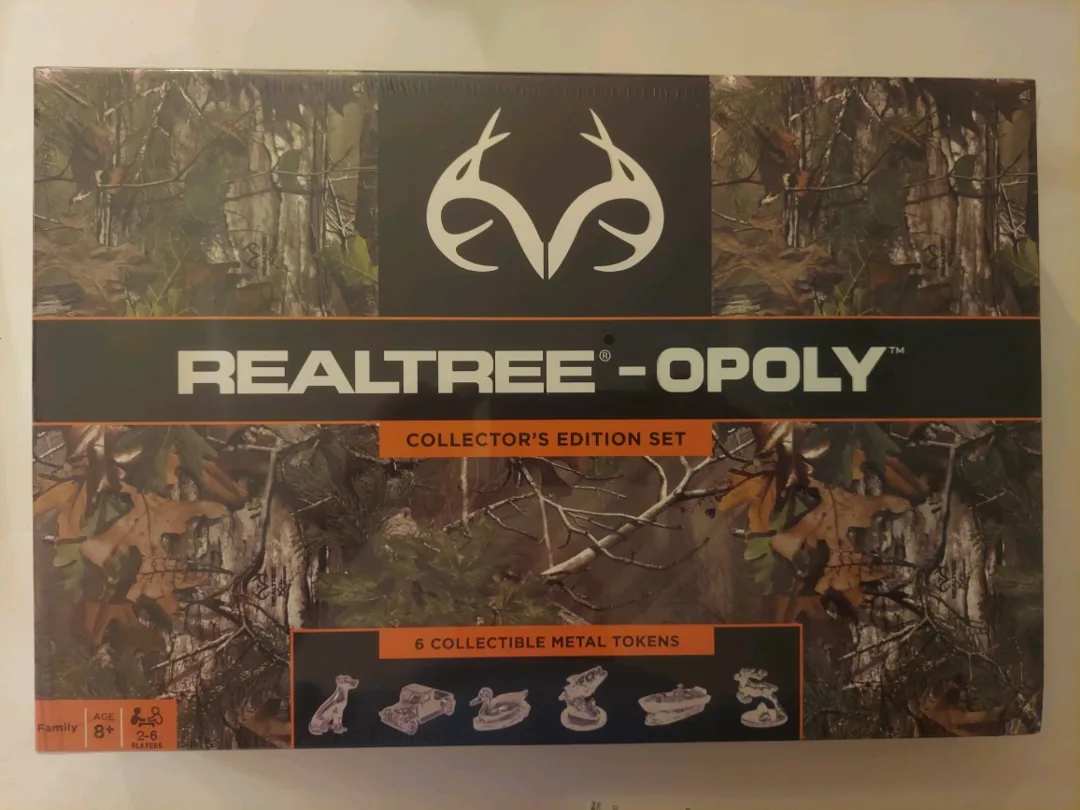 REALTREE®-OPOLY™
COLLECTOR'S EDITION SET
6 COLLECTIBLE METAL TOKENS
Family
AGE
8+
2-6
PLAYERS